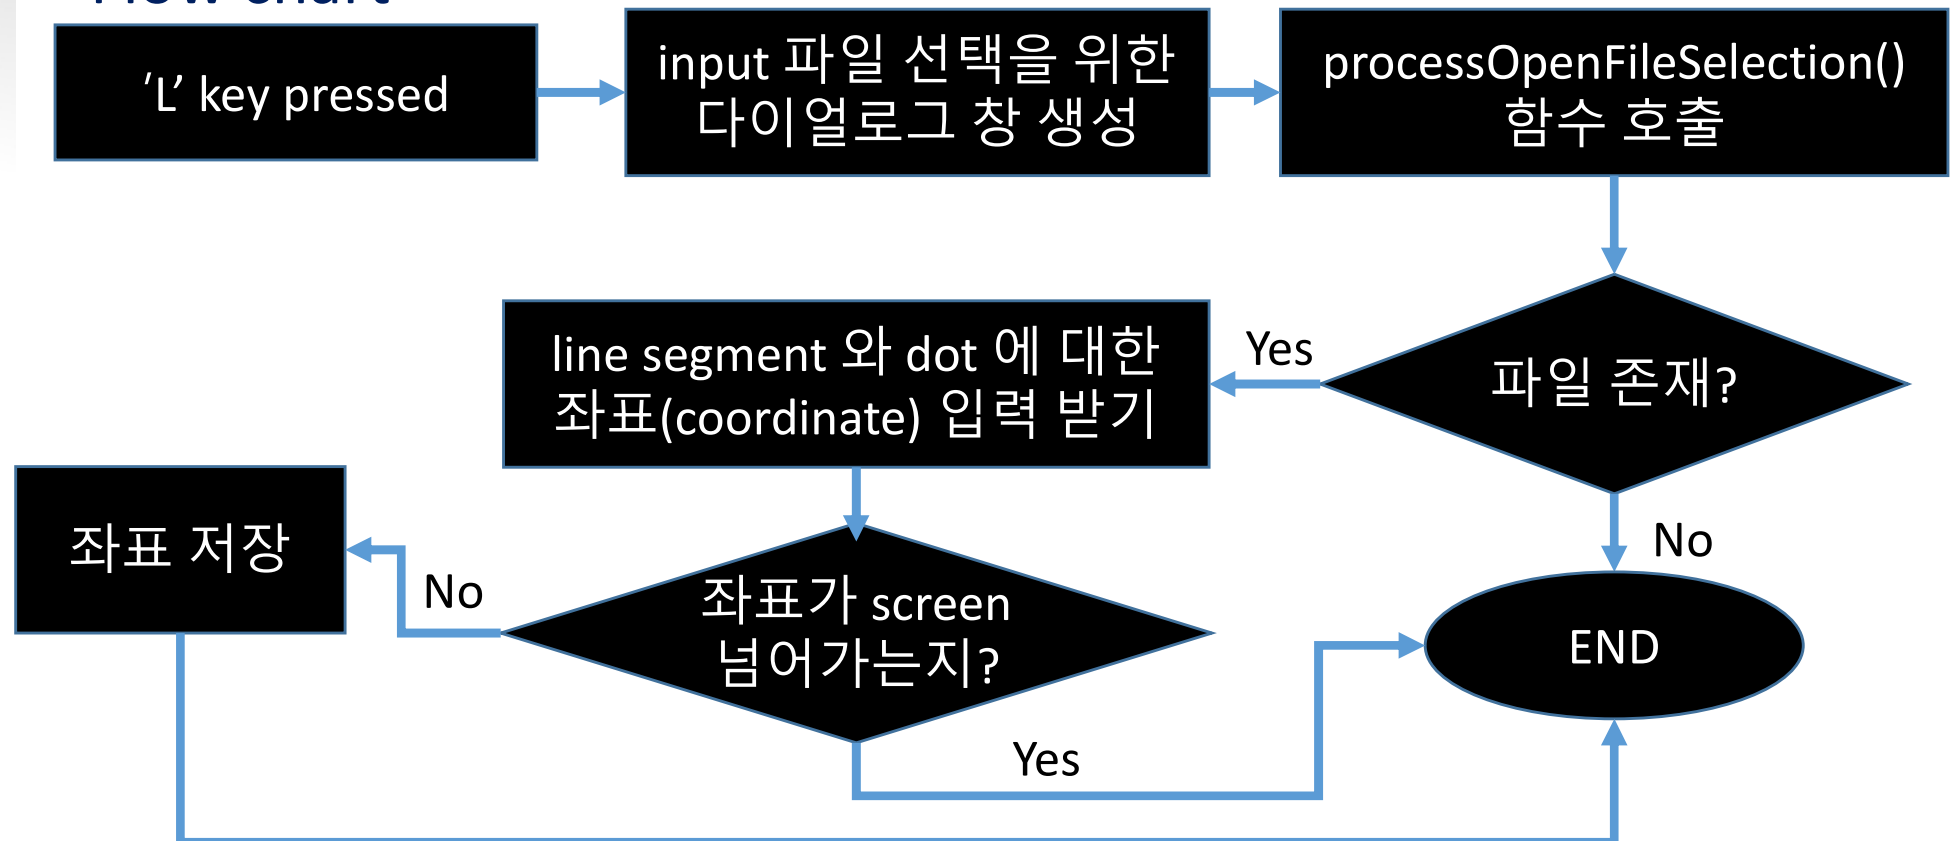 Flow chart
‘L’ key pressed
input 파일 선택을 위한
다이얼로그 창 생성
processOpenFileSelection()
함수 호출
파일 존재?
Yes
line segment 와 dot 에 대한
좌표(coordinate) 입력 받기
No
좌표 저장
No
좌표가 screen
넘어가는지?
END
Yes